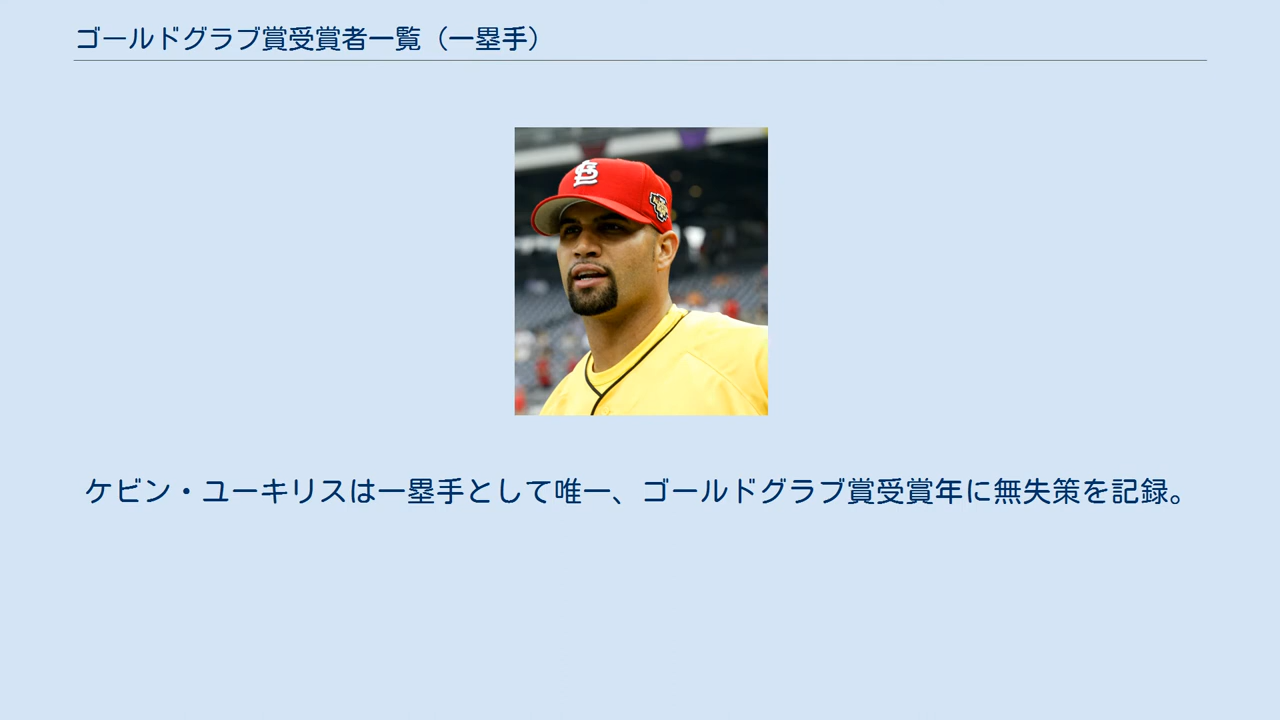 ゴールドグラブ賞受賞者一覧（一塁手）
StL
ケビン・ユーキリスは一塁手として唯一、ゴールドグラブ賞受賞年に無失策を記録。